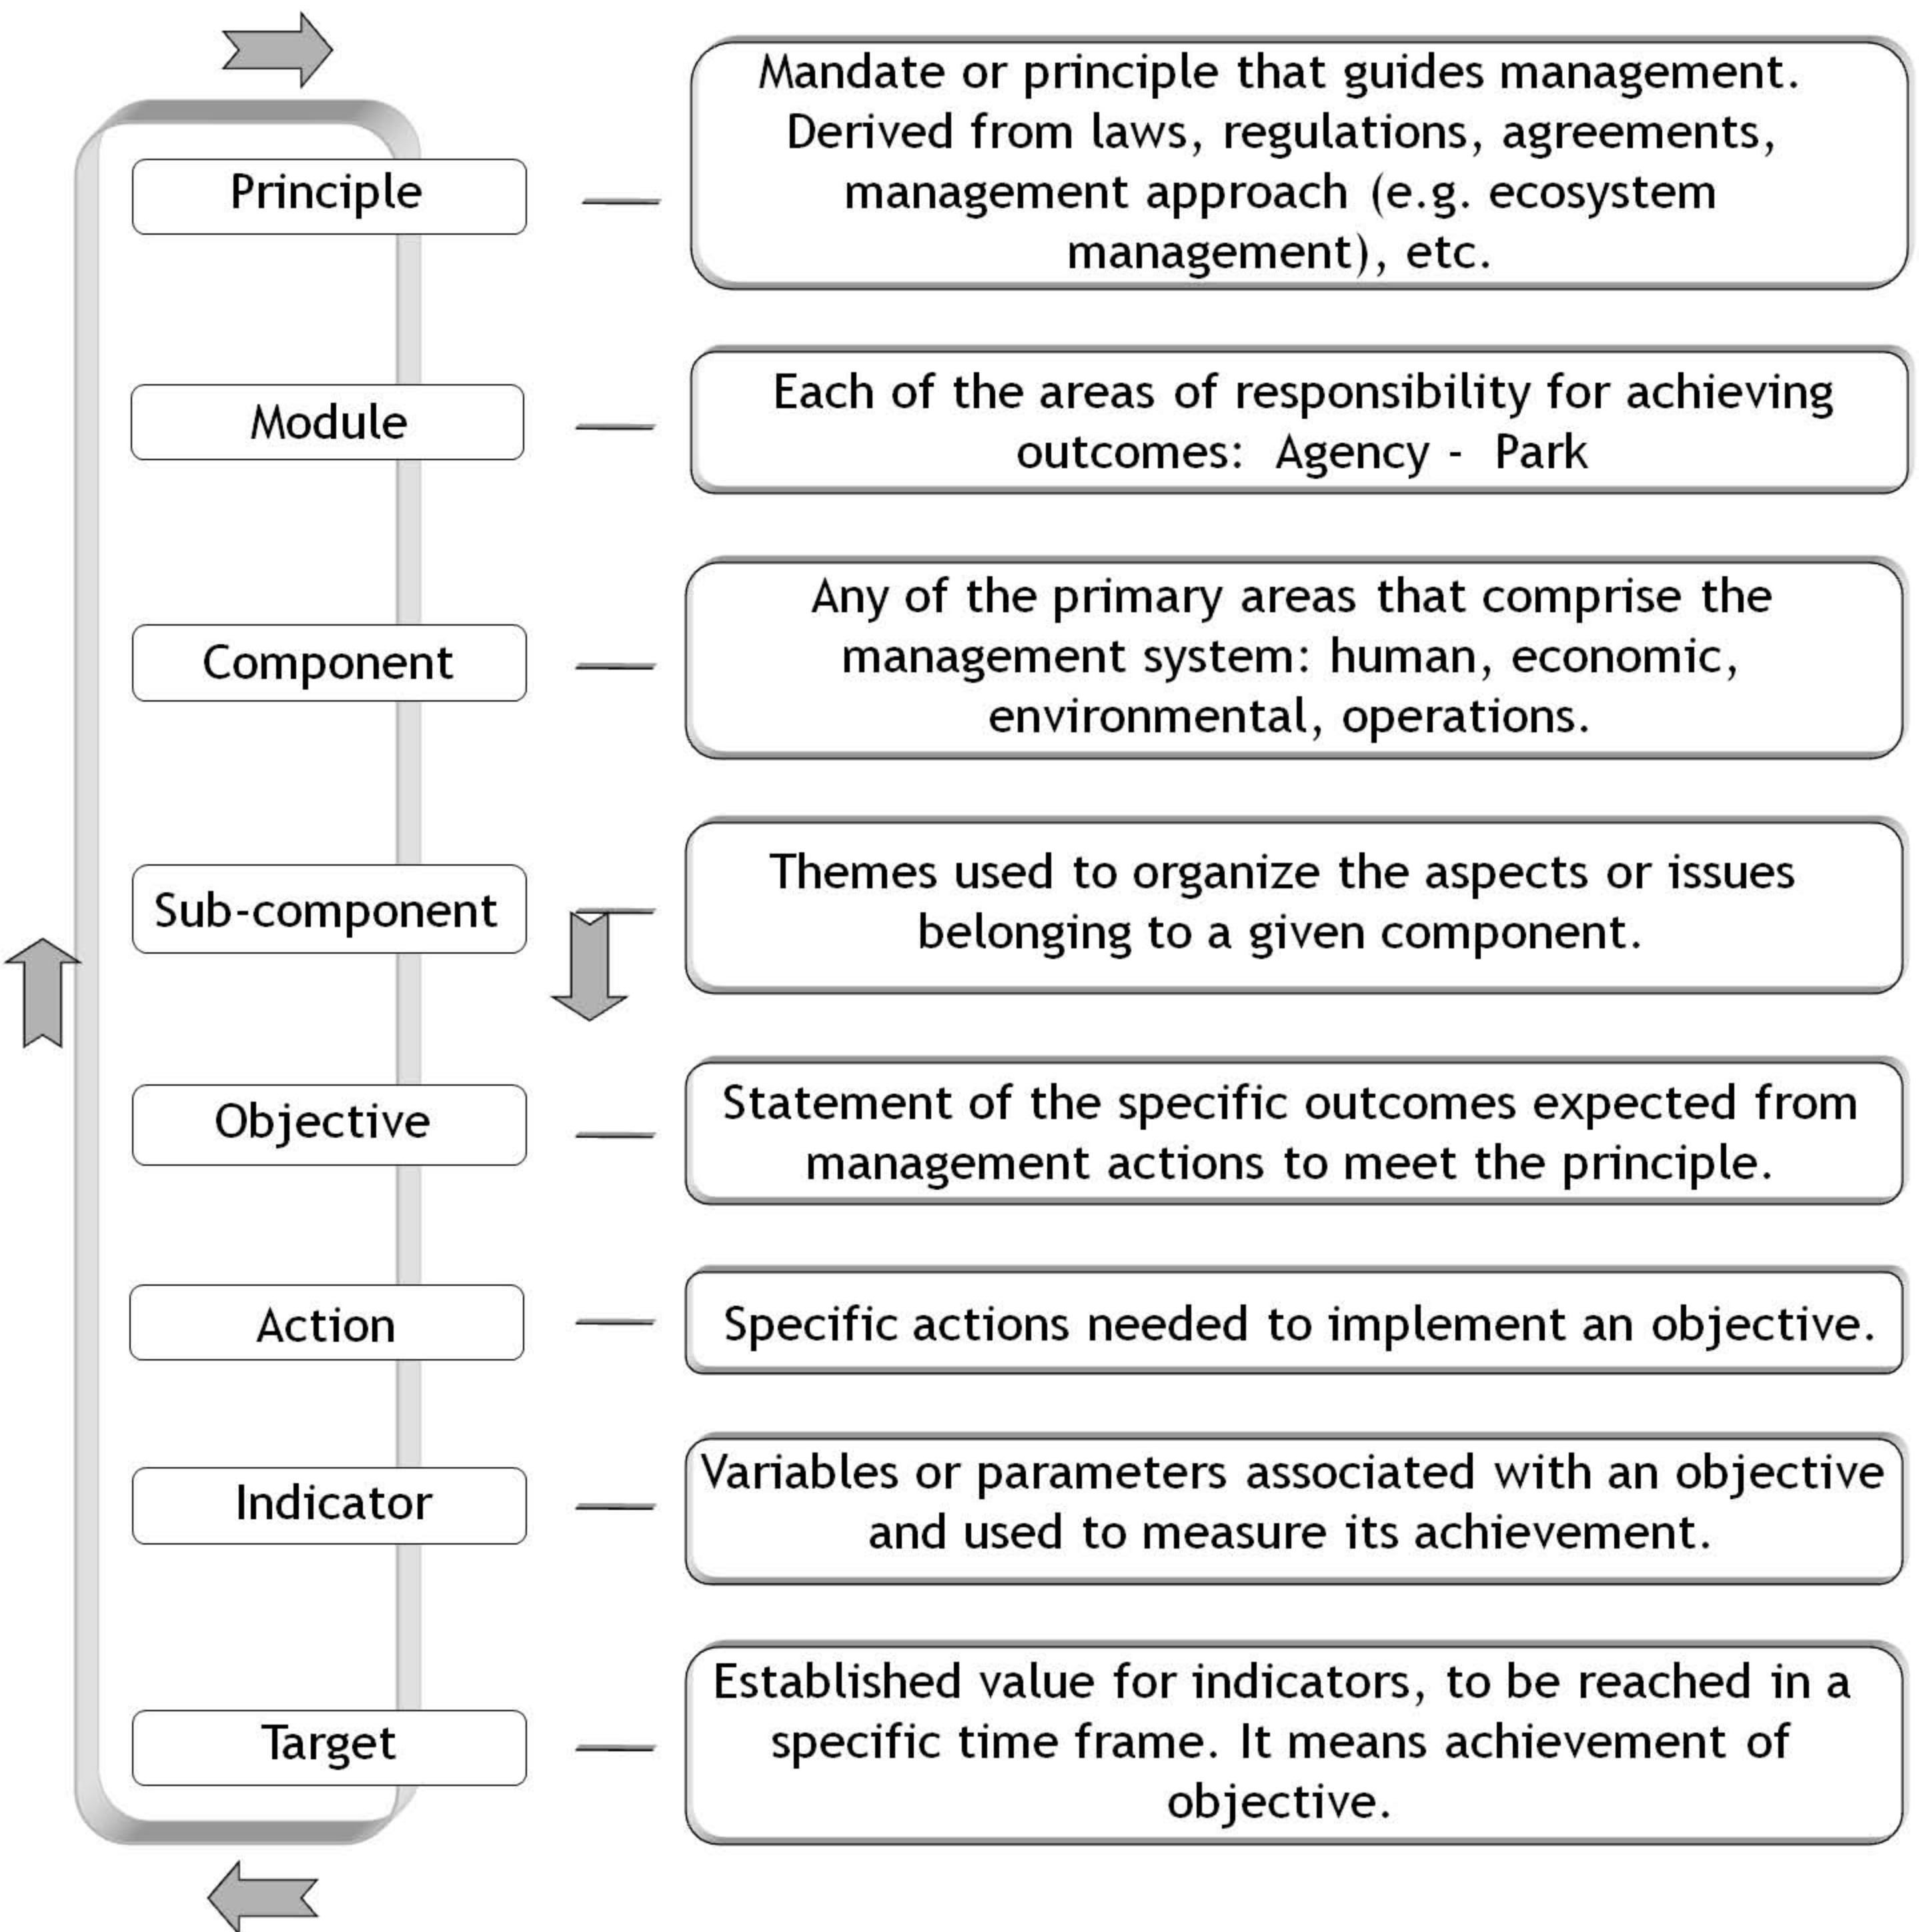 Principle
Mandate or principle that guides management.
Derived from laws, regulations, agreements,
management approach (e.g. ecosystem
management), etc.
Module
Each of the areas of responsibility for achieving
outcomes: Agency - Park
Component
Any of the primary areas that comprise the
management system: human, economic,
environmental, operations.
Sub-component
Themes used to organize the aspects or issues
belonging to a given component.
Objective
Statement of the specific outcomes expected from
management actions to meet the principle.
Action
Specific actions needed to implement an objective.
Indicator
Variables or parameters associated with an objective
and used to measure its achievement.
Target
Established value for indicators, to be reached in a
specific time frame. It means achievement of
objective.